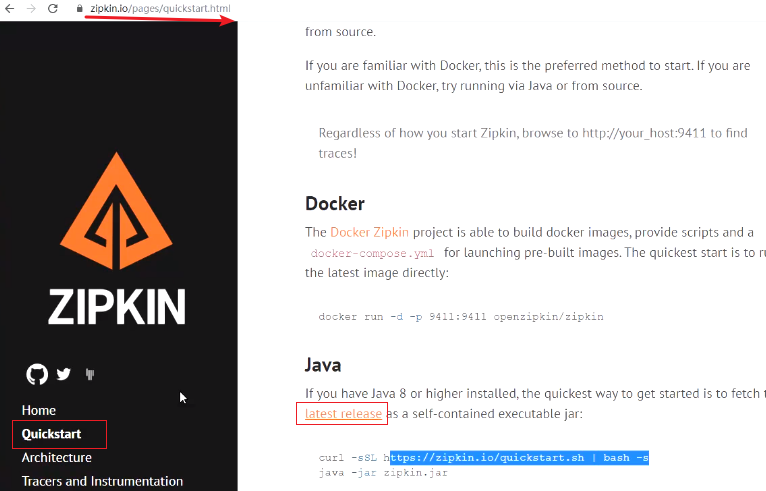 zipkin.io/pages/quickstart.html
from source.
If you are familiar with Docker, this is the preferred method to start. If you are
unfamiliar with Docker, try running via Java or from source.
Regardless of how you start Zipkin, browse to http://your_host:9411 to find
traces!
Docker
The Docker Zipkin project is able to build docker images, provide scripts and a
docker-compose.yml for launching pre-built images. The quickest start is to
the latest image directly:
docker run -d -p 9411:9411 openzipkin/zipkin
Java
If you have Java 8 or higher installed, the quickest way to get started is to fetch
latest release as a self-contained executable jar:
curl -sSL https://zipkin.io/quickstart.sh | bash -s
java -jar zipkin.jar
ZIPKIN
Home
Quickstart
Architecture
Tracers and Instrumentation